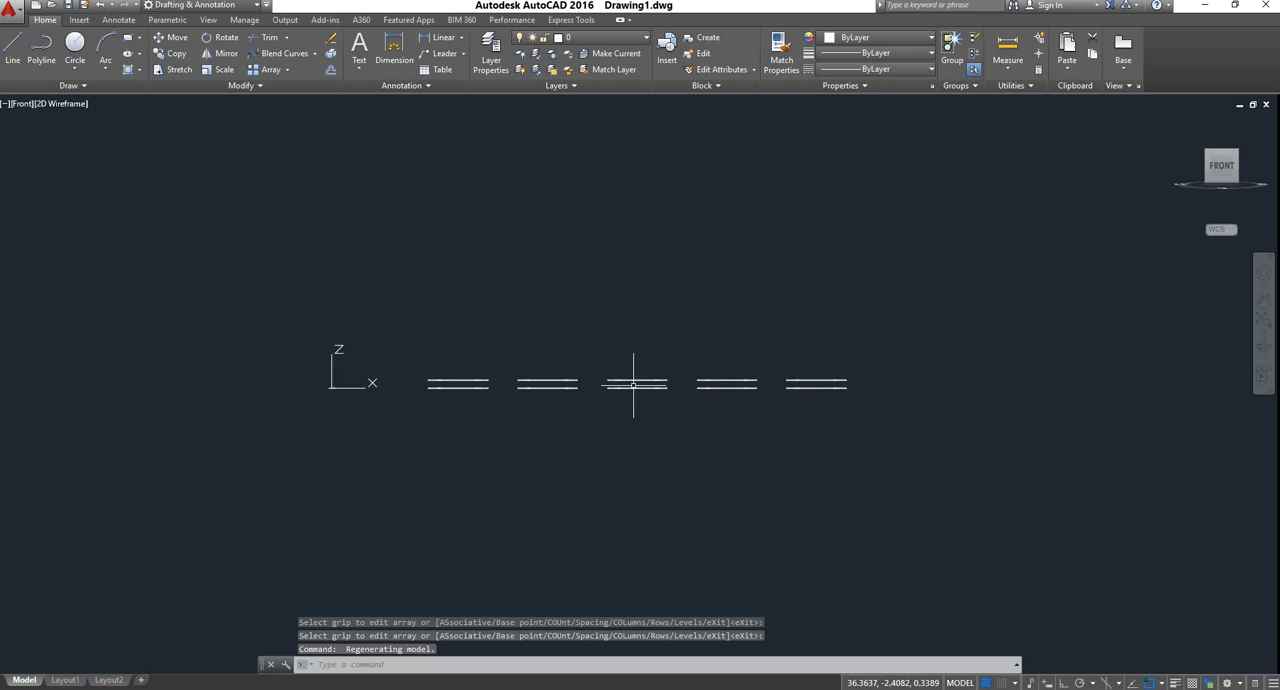 Drafting & Annotation
Autodesk AutoCAD 2016 Drawing1.dwg
Type a keyword or phrase
Sign In
Home Insert Annotate Parametric View Manage Output Add-ins A360 Featured Apps BIM 360 Performance Express Tools
Line Polyline Circle Arc
Move Rotate Trim
Copy Mirror Blend Curves
Stretch Scale Array
Text Dimension
Linear
Leader
Table
Layer Properties
0
Make Current
Match Layer
Insert
Create
Edit
Edit Attributes
Match Properties
ByLayer
ByLayer
ByLayer
Group
Measure
Paste
Base
Draw Modify Annotation Layers Block Properties Groups Utilities Clipboard View
[−][Front][2D Wireframe]
FRONT
WCS
Z
X
Select grip to edit array or [ASsociative/Base point/COUnt/Spacing/COLumns/Rows/Levels/eXit]<eXit>:
Select grip to edit array or [ASsociative/Base point/COUnt/Spacing/COLumns/Rows/Levels/eXit]<eXit>:
Command:  Regenerating model.
Type a command
Model Layout1 Layout2 +
36.3637, -2.4082, 0.3389 MODEL